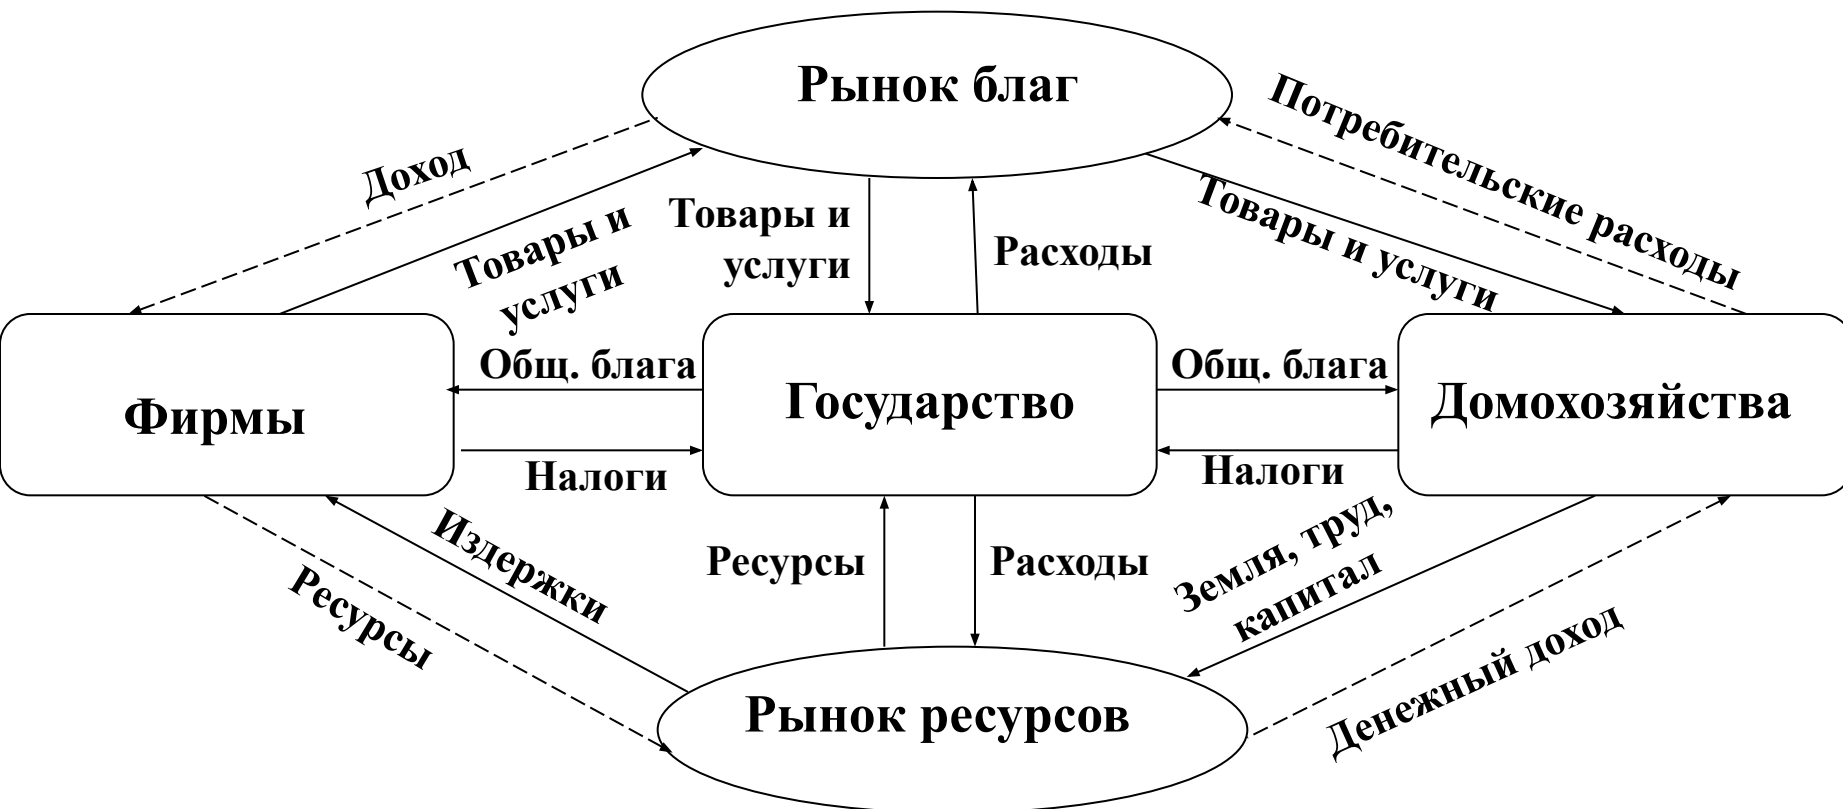 Рынок благ
Доход
Товары и
услуги
Товары и
услуги
Расходы
Потребительские расходы
Товары и услуги
Общ. блага
Общ. блага
Фирмы
Государство
Домохозяйства
Налоги
Налоги
Издержки
Ресурсы
Ресурсы
Расходы
Земля, труд,
капитал
Денежный доход
Рынок ресурсов